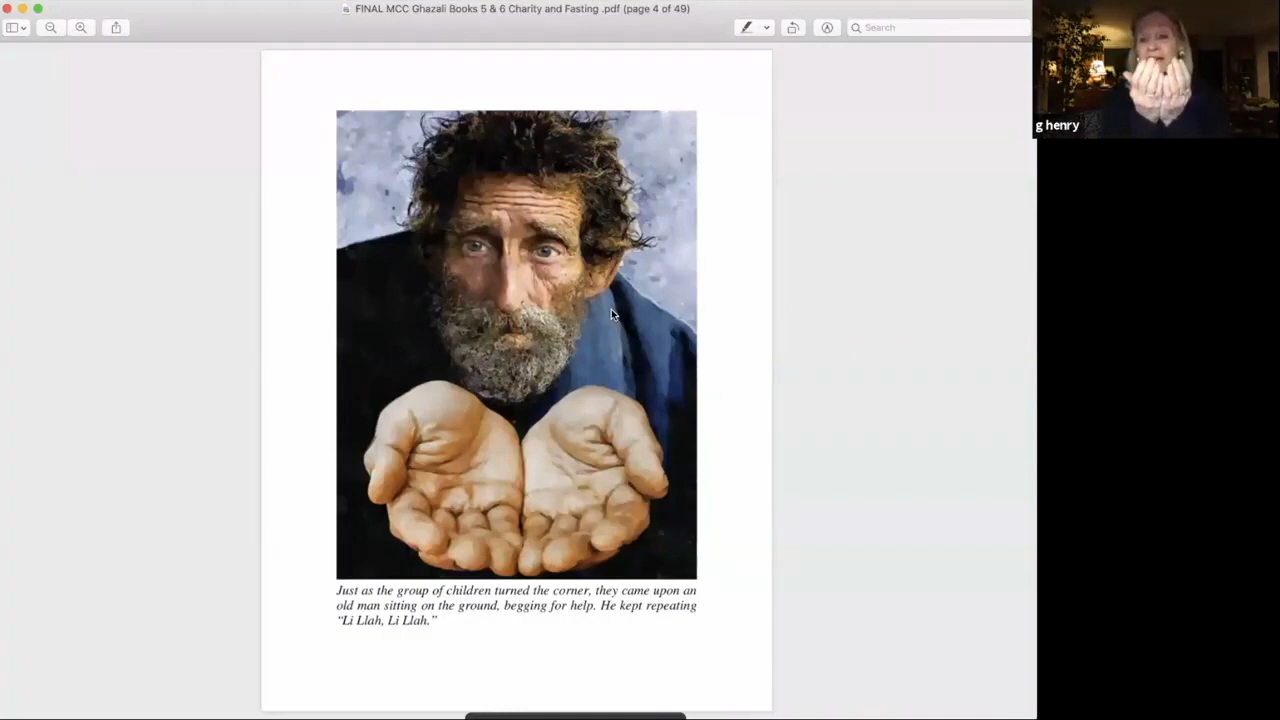 FINAL MCC Ghazali Books 5 & 6 Charity and Fasting .pdf (page 4 of 49)
Search
g henry
Just as the group of children turned the corner, they came upon an
old man sitting on the ground, begging for help. He kept repeating
“Li Llah, Li Llah.”